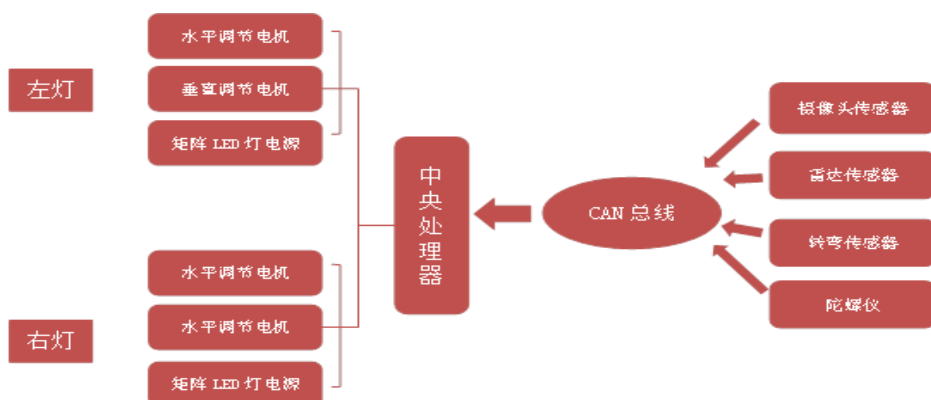 左灯
水平调节电机
垂直调节电机
矩阵 LED 灯电源
右灯
水平调节电机
水平调节电机
矩阵 LED 灯电源
中央处理器
CAN 总线
摄像头传感器
雷达传感器
转弯传感器
陀螺仪